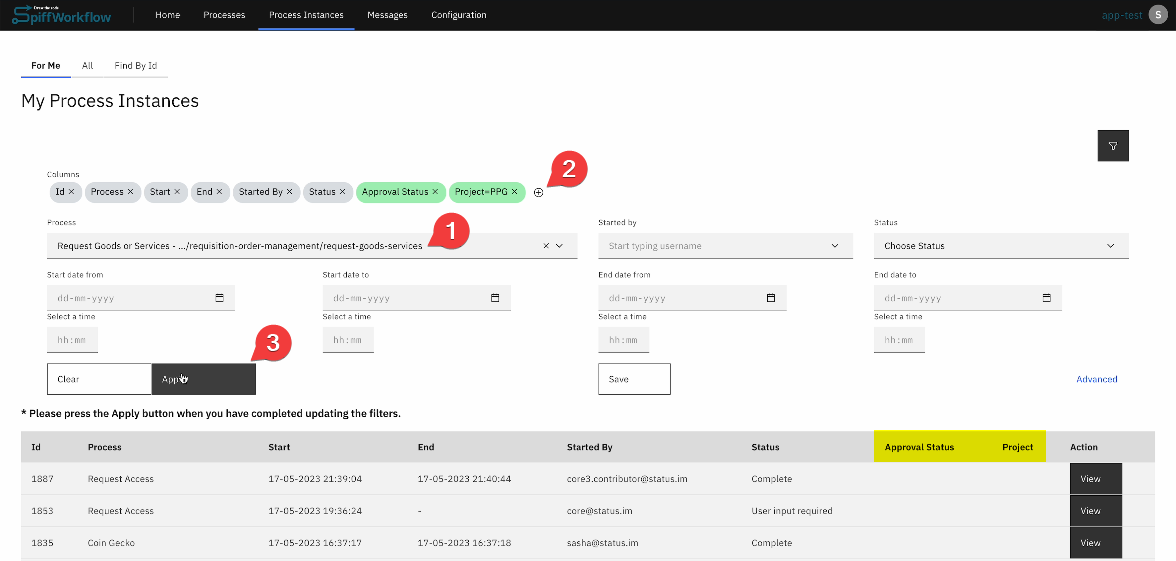 Draw the code
SpiffWorkflow
Home Processes Process Instances Messages Configuration
app-test S
For Me All Find By Id
My Process Instances
2
Columns
Id Process Start End Started By Status Approval Status Project=PPG
1
Process Started by Status
Request Goods or Services - .../requisition-order-management/request-goods-services Start typing username Choose Status
Start date from Start date to End date from End date to
dd-mm-yyyy dd-mm-yyyy dd-mm-yyyy dd-mm-yyyy
Select a time Select a time Select a time Select a time
hh:mm hh:mm hh:mm hh:mm
3
Clear Apply Save Advanced
* Please press the Apply button when you have completed updating the filters.
Id Process Start End Started By Status Approval Status Project Action
1887 Request Access 17-05-2023 21:39:04 17-05-2023 21:40:44 core3.contributor@status.im Complete View
1853 Request Access 17-05-2023 19:36:24 - core@status.im User input required View
1835 Coin Gecko 17-05-2023 16:37:17 17-05-2023 16:37:18 sasha@status.im Complete View